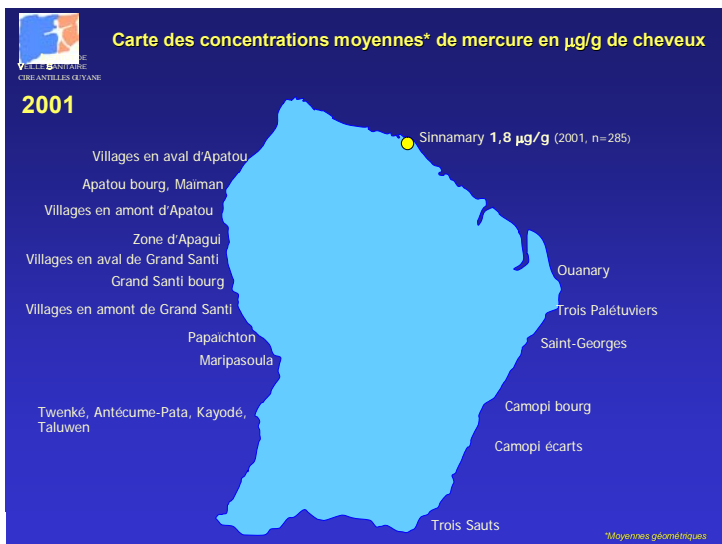 Carte des concentrations moyennes* de mercure en µg/g de cheveux
DE
VEILLE SANITAIRE
CIRE ANTILLES GUYANE
2001
Sinnamary 1,8 µg/g (2001, n=285)
Villages en aval d'Apatou
Apatou bourg, Maïman
Villages en amont d'Apatou
Zone d'Apagui
Villages en aval de Grand Santi
Grand Santi bourg
Villages en amont de Grand Santi
Papaïchton
Maripasoula
Twenké, Antécume-Pata, Kayodé,
Taluwen
Ouanary
Trois Palétuviers
Saint-Georges
Camopi bourg
Camopi écarts
Trois Sauts
*Moyennes géométriques